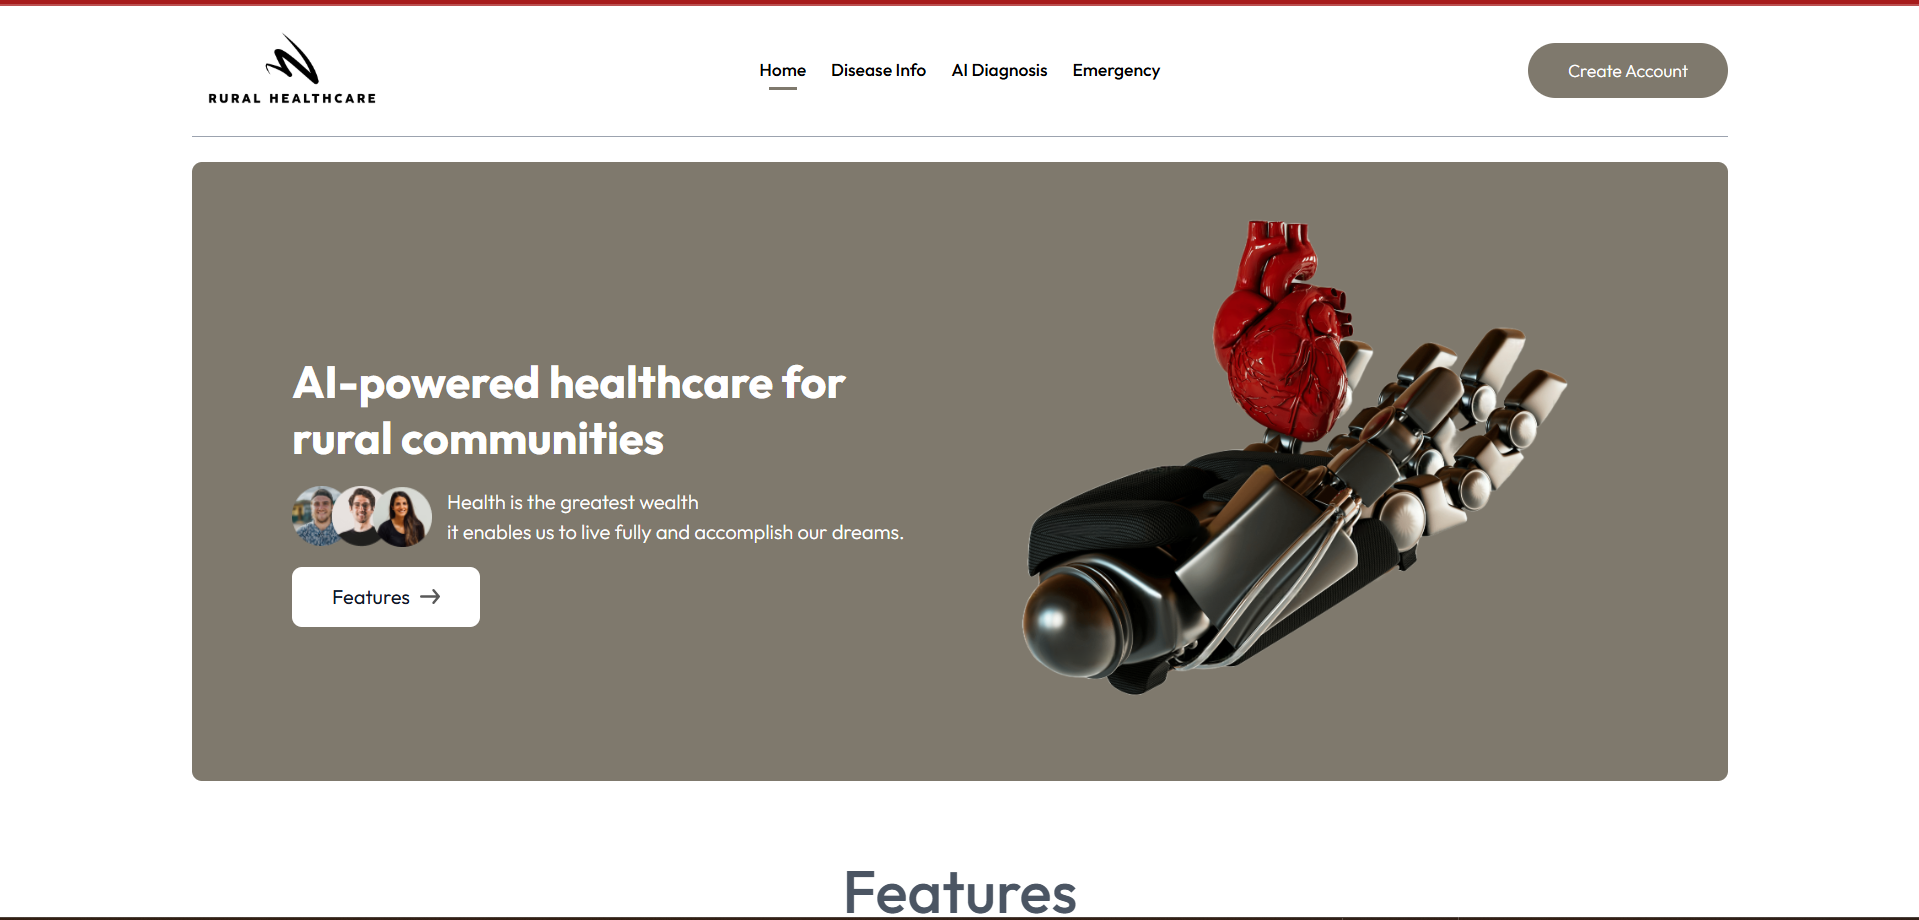 RURAL HEALTHCARE
Home Disease Info AI Diagnosis Emergency
Create Account
AI-powered healthcare for
rural communities
Health is the greatest wealth
it enables us to live fully and accomplish our dreams.
Features
Features